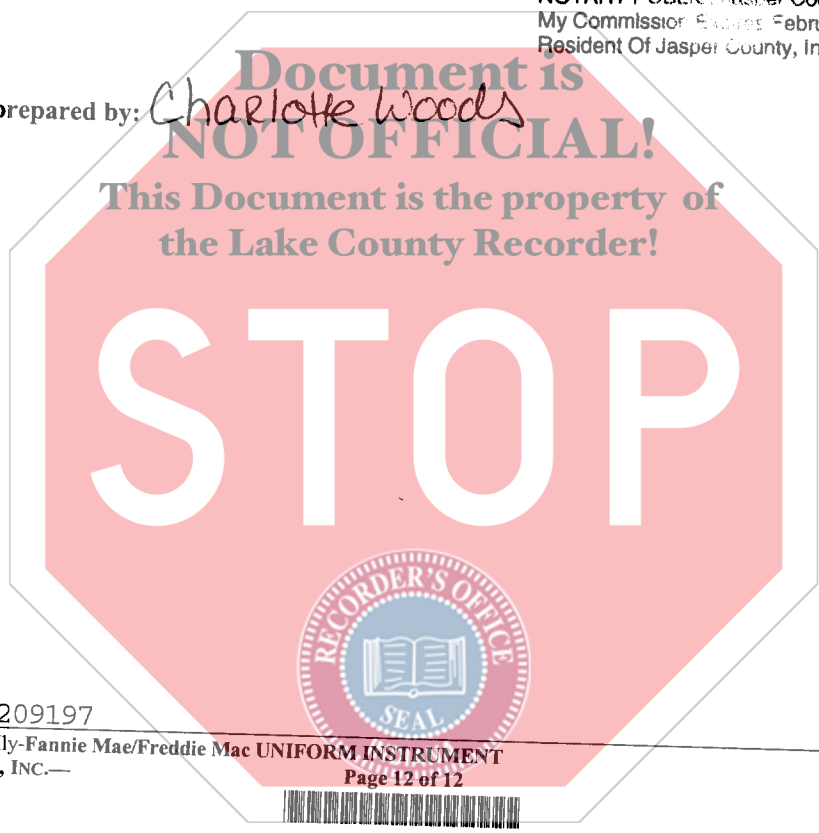 My Commission Expires Febru
Resident Of Jasper County, In
Document is
prepared by: Charlotte Woods
NOT OFFICIAL!
This Document is the property of
the Lake County Recorder!
STOP
RECORDER'S OFFICE
SEAL
209197
ly-Fannie Mae/Freddie Mac UNIFORM INSTRUMENT
, INC.—
Page 12 of 12